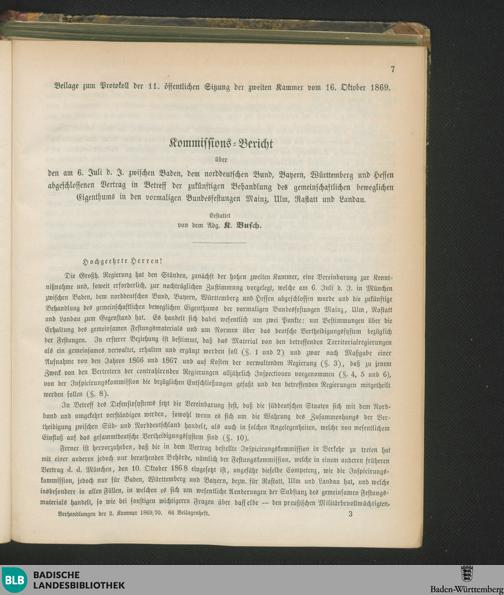 7
Beilage zum Protokoll der 11. öffentlichen Sitzung der zweiten Kammer vom 16. Oktober 1869.
Kommissions-Bericht
über
den am 6. Juli d. J. zwischen Baden, dem norddeutschen Bund, Bayern, Württemberg und Hessen
abgeschlossenen Vertrag in Betreff der zukünftigen Behandlung des gemeinschaftlichen beweglichen
Eigenthums in den vormaligen Bundesfestungen Mainz, Ulm, Rastatt und Landau.
Erstattet
von dem Abg. K. Busch.
Hochgeehrte Herren!
Die Großh. Regierung hat den Ständen, zunächst der hohen zweiten Kammer, eine Vereinbarung zur Kennt-
nißnahme und, soweit erforderlich, zur nachträglichen Zustimmung vorgelegt, welche am 6. Juli d. J. in München
zwischen Baden, dem norddeutschen Bund, Bayern, Württemberg und Hessen abgeschlossen wurde und die zukünftige
Behandlung des gemeinschaftlichen beweglichen Eigenthums der vormaligen Bundesfestungen Mainz, Ulm, Rastatt
und Landau zum Gegenstand hat. Es handelt sich dabei wesentlich um zwei Punkte: um Bestimmungen über die
Erhaltung des gemeinsamen Festungsmaterials und um Normen über das deutsche Vertheidigungssystem bezüglich
der Festungen. In ersterer Beziehung ist bestimmt, daß das Material von den betreffenden Territorialregierungen
als ein gemeinsames verwaltet, erhalten und ergänzt werden soll (§. 1 und 2) und zwar nach Maßgabe einer
Aufnahme von den Jahren 1866 und 1867 und auf Kosten der verwaltenden Regierung (§. 3), daß zu jenem
Zweck von den Vertretern der contrahirenden Regierungen alljährlich Inspectionen vorgenommen (§. 4, 5 und 6),
von der Inspicirungskommission die bezüglichen Entschließungen gefaßt und den betreffenden Regierungen mitgetheilt
werden sollen (§. 8).
In Betreff des Defensivsystems setzt die Vereinbarung fest, daß die süddeutschen Staaten sich mit dem Nord-
bund und umgekehrt verständigen werden, sowohl wenn es sich um die Wahrung des Zusammenhangs der Ver-
theidigung zwischen Süd- und Norddeutschland handelt, als auch in solchen Angelegenheiten, welche von wesentlichem
Einfluß auf das gesammtdeutsche Vertheidigungssystem sind (§. 10).
Ferner ist hervorzuheben, daß die in dem Vertrag bestellte Inspicirungskommission in Verkehr zu treten hat
mit einer anderen jedoch nur berathenden Behörde, nämlich der Festungskommission, welche in einem anderen früheren
Vertrag d. d. München, den 10. Oktober 1868 eingesetzt ist, ungefähr dieselbe Competenz, wie die Inspicirungs-
kommission, jedoch nur für Baden, Württemberg und Bayern, bezw. für Rastatt, Ulm und Landau hat, und welche
insbesondere in allen Fällen, in welchen es sich um wesentliche Aenderungen der Substanz des gemeinsamen Festungs-
materials handelt, so wie bei sonstigen wichtigeren Fragen über dasselbe — den preußischen Militärbevollmächtigten,
Verhandlungen der 2. Kammer 1869/70. 6s Beilagenheft. 3
BLB BADISCHE
LANDESBIBLIOTHEK
Baden-Württemberg